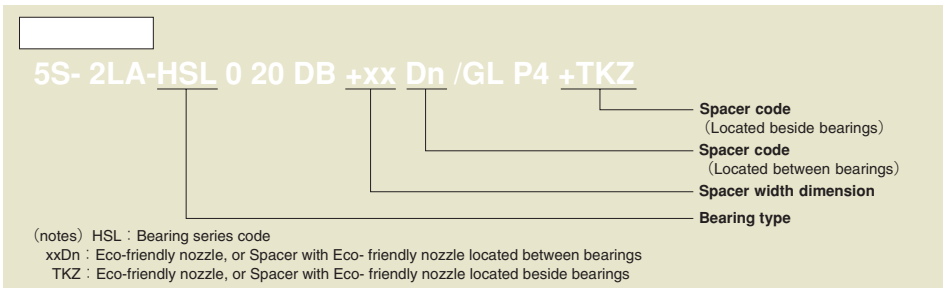 5S- 2LA-HSL 0 20 DB +xx Dn /GL P4 +TKZ
Spacer code
（Located beside bearings）
Spacer code
（Located between bearings）
Spacer width dimension
Bearing type
（notes）HSL：Bearing series code
xxDn：Eco-friendly nozzle, or Spacer with Eco- friendly nozzle located between bearings
TKZ：Eco-friendly nozzle, or Spacer with Eco- friendly nozzle located beside bearings